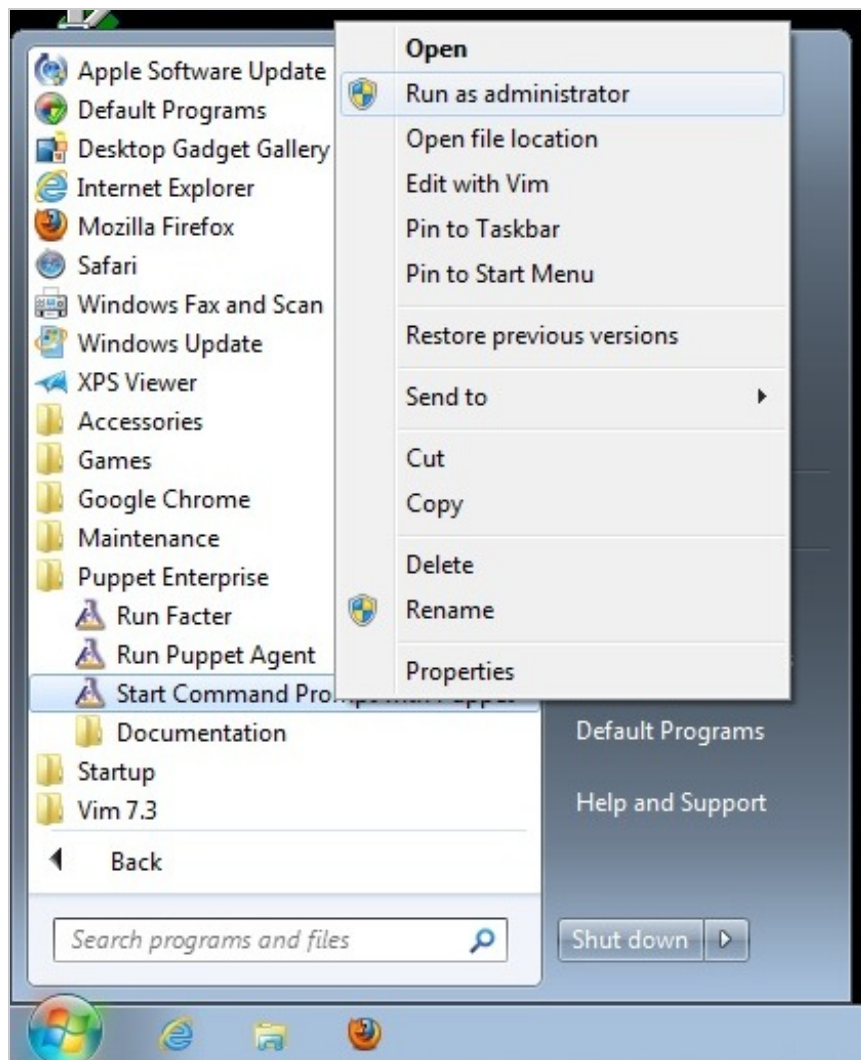 Apple Software Update
Default Programs
Desktop Gadget Gallery
Internet Explorer
Mozilla Firefox
Safari
Windows Fax and Scan
Windows Update
XPS Viewer
Accessories
Games
Google Chrome
Maintenance
Puppet Enterprise
Run Facter
Run Puppet Agent
Start Command Prompt with Puppet
Documentation
Startup
Vim 7.3
Back
Search programs and files
Open
Run as administrator
Open file location
Edit with Vim
Pin to Taskbar
Pin to Start Menu
Restore previous versions
Send to
Cut
Copy
Delete
Rename
Properties
Default Programs
Help and Support
Shut down